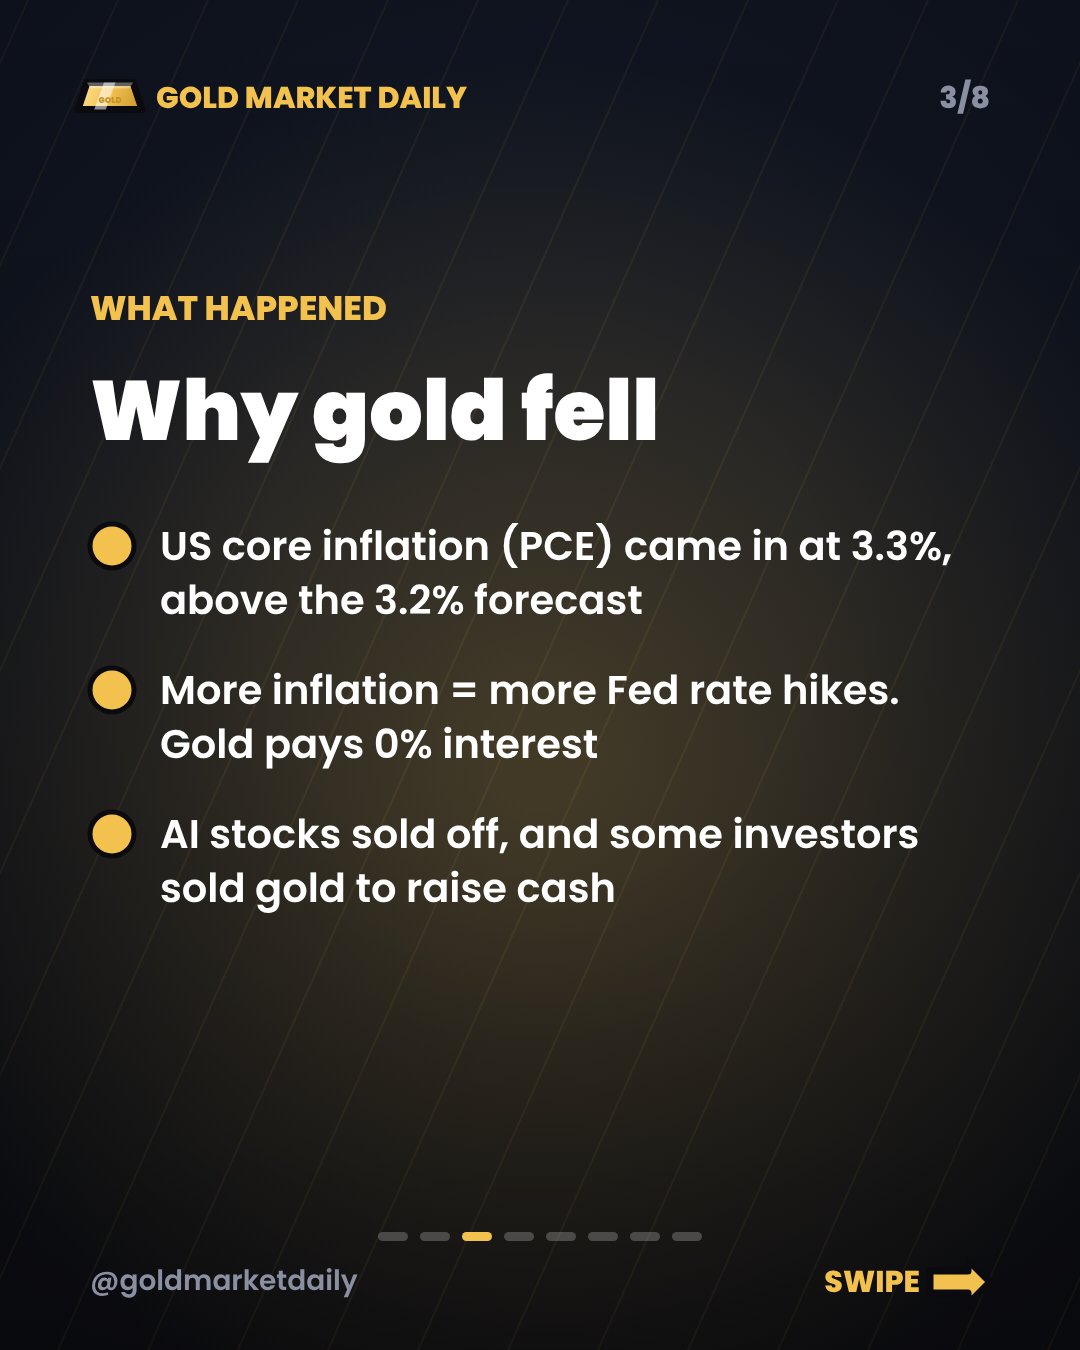 GOLD
GOLD MARKET DAILY
3/8
WHAT HAPPENED
Why gold fell
US core inflation (PCE) came in at 3.3%,
above the 3.2% forecast
More inflation = more Fed rate hikes.
Gold pays 0% interest
AI stocks sold off, and some investors
sold gold to raise cash
@goldmarketdaily
SWIPE